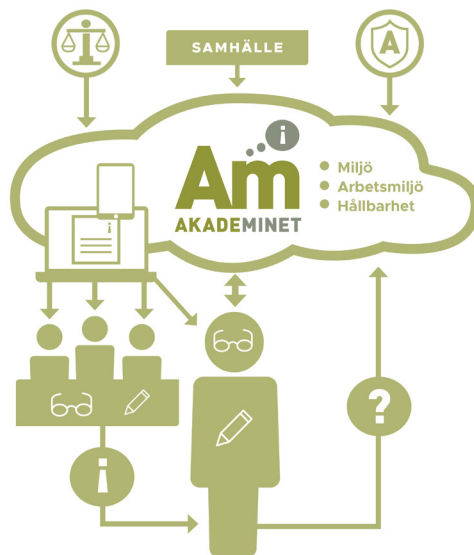 SAMHÄLLE
A
i
Am
AKADEMINET
Miljö
Arbetsmiljö
Hållbarhet
i
?
i